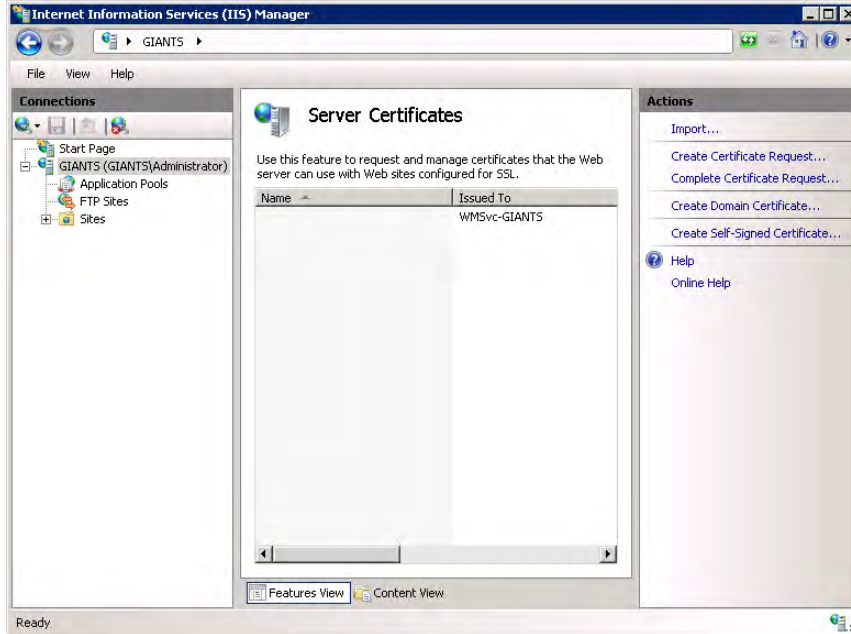 Internet Information Services (IIS) Manager
GIANTS
File View Help
Connections
Start Page
GIANTS (GIANTS\Administrator)
Application Pools
FTP Sites
Sites
Server Certificates
Use this feature to request and manage certificates that the Web
server can use with Web sites configured for SSL.
Name Issued To
WMSvc-GIANTS
Features View Content View
Actions
Import...
Create Certificate Request...
Complete Certificate Request...
Create Domain Certificate...
Create Self-Signed Certificate...
Help
Online Help
Ready